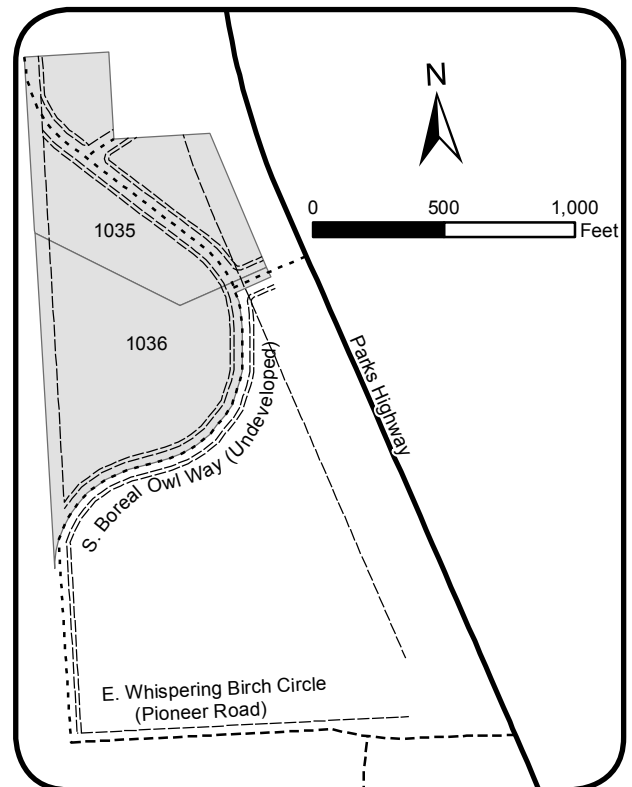 N
0 500 1,000
Feet
1035
1036
Parks Highway
S. Boreal Owl Way (Undeveloped)
E. Whispering Birch Circle
(Pioneer Road)